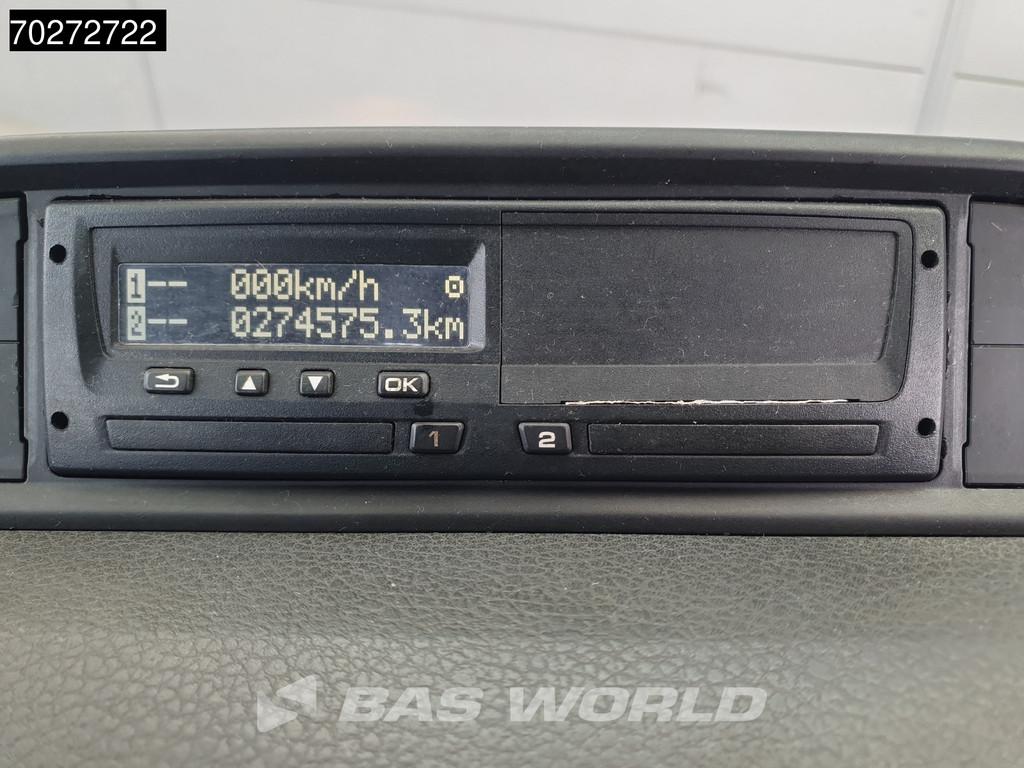 70272722
1 -- 000km/h
2 -- 0274575.3km
OK
1 2
BAS WORLD